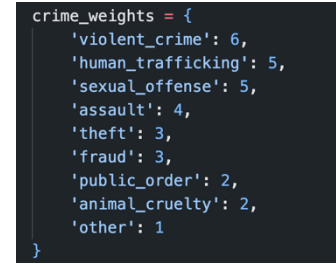 crime_weights = {
    'violent_crime': 6,
    'human_trafficking': 5,
    'sexual_offense': 5,
    'assault': 4,
    'theft': 3,
    'fraud': 3,
    'public_order': 2,
    'animal_cruelty': 2,
    'other': 1
}